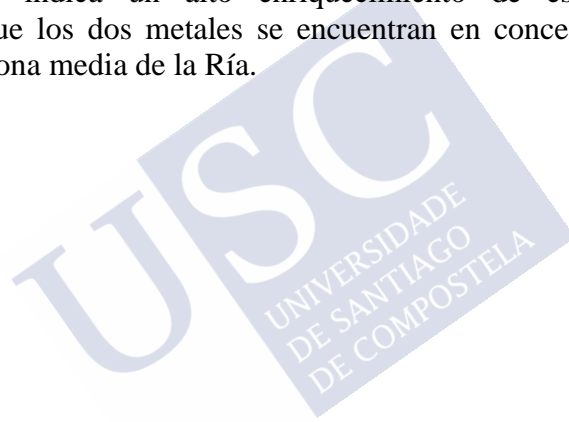 indica un alto enriquecimiento de es
ue los dos metales se encuentran en conce
ona media de la Ría.
USC
UNIVERSIDADE
DE SANTIAGO
DE COMPOSTELA